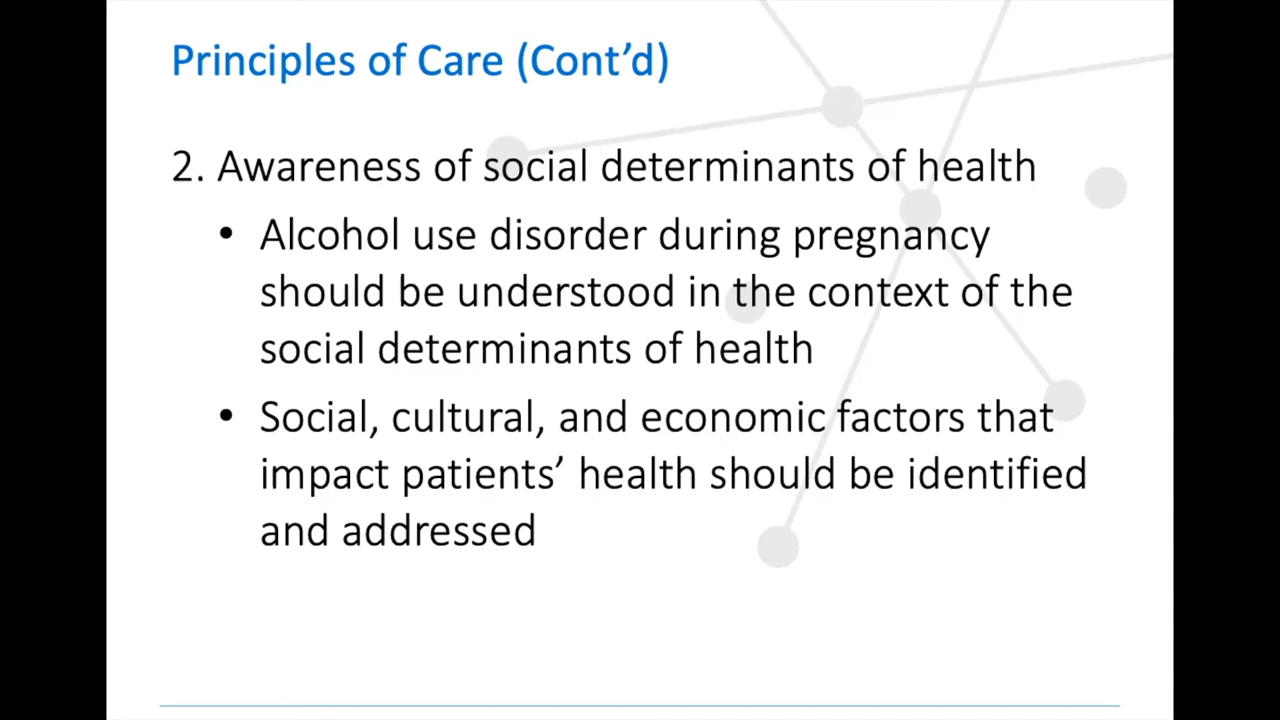 Principles of Care (Cont’d)
2. Awareness of social determinants of health
• Alcohol use disorder during pregnancy
should be understood in the context of the
social determinants of health
• Social, cultural, and economic factors that
impact patients’ health should be identified
and addressed